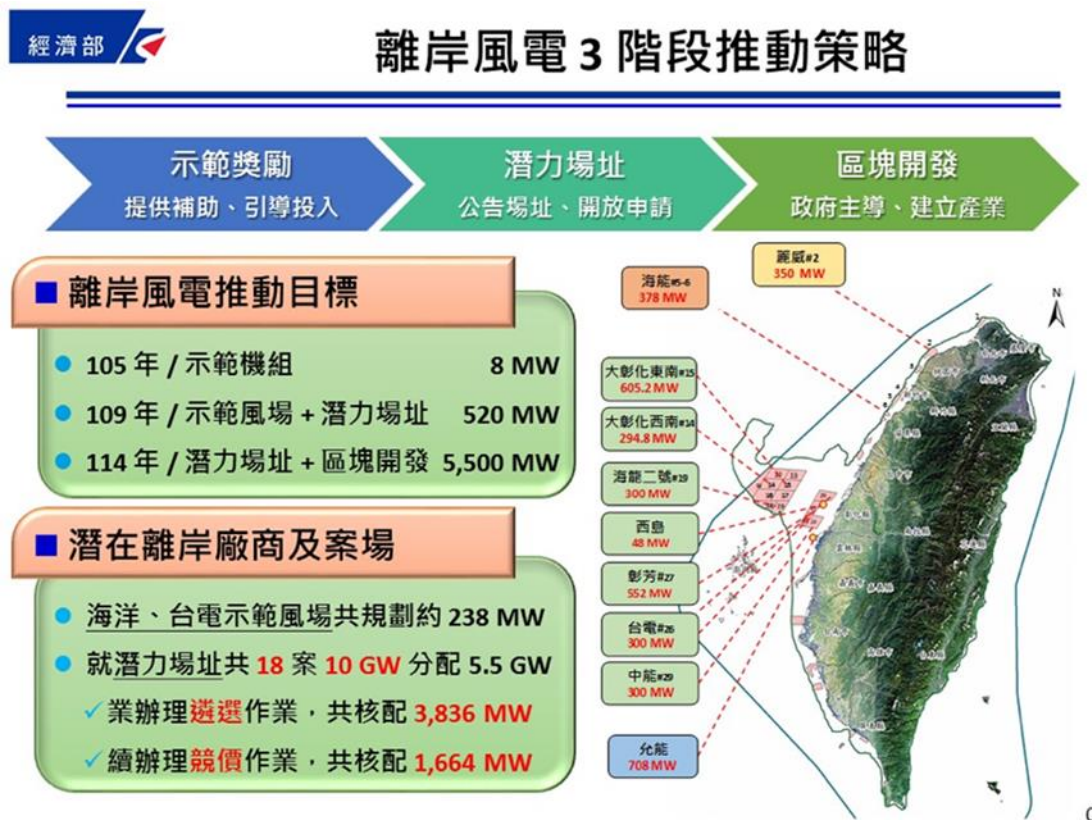 經濟部
離岸風電 3 階段推動策略
示範獎勵
提供補助、引導投入
潛力場址
公告場址、開放申請
區塊開發
政府主導、建立產業
離岸風電推動目標
105 年 / 示範機組 8 MW
109 年 / 示範風場 + 潛力場址 520 MW
114 年 / 潛力場址 + 區塊開發 5,500 MW
潛在離岸廠商及案場
海洋、台電示範風場共規劃約 238 MW
就潛力場址共 18 案 10 GW 分配 5.5 GW
✓業辦理遴選作業,共核配 3,836 MW
✓續辦理競價作業,共核配 1,664 MW
麗威#2
350 MW
海能#5-6
378 MW
大彰化東南#15
605.2 MW
大彰化西南#14
294.8 MW
海龍二號#19
300 MW
西島
48 MW
彰芳#27
552 MW
台電#26
300 MW
中能#29
300 MW
允能
708 MW
N